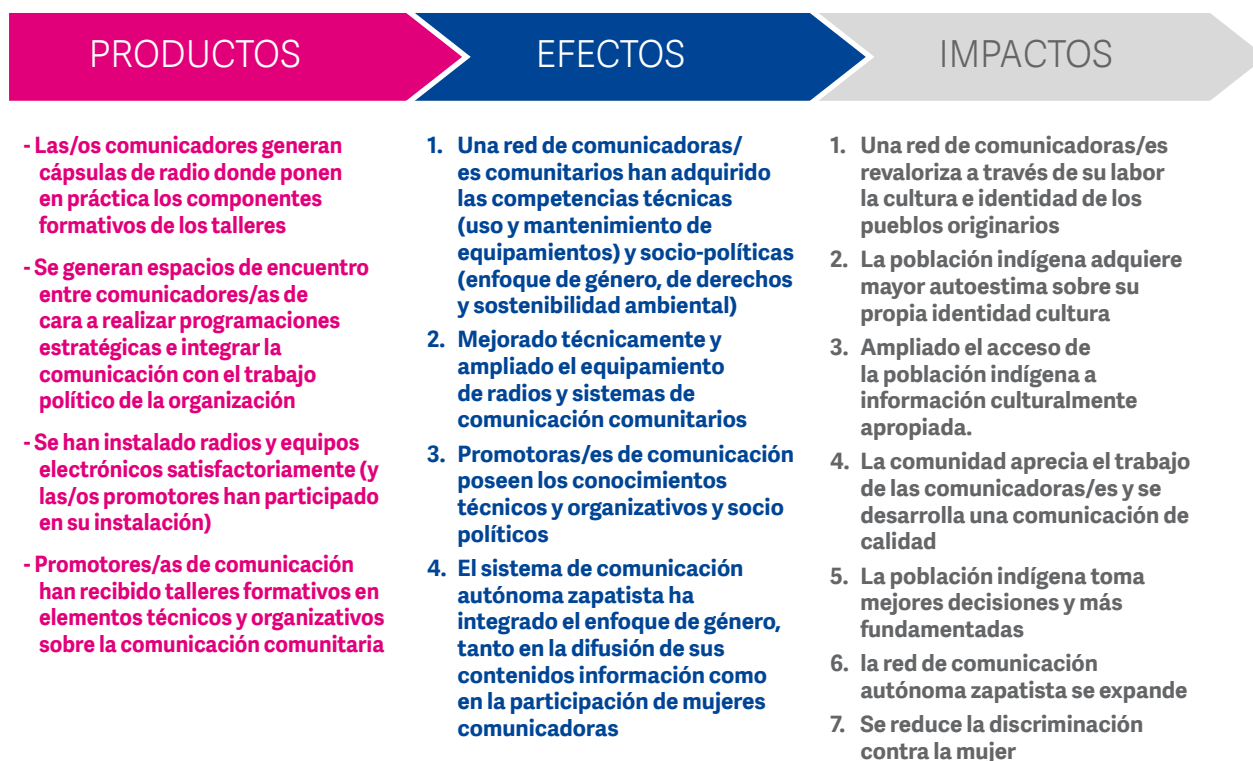 PRODUCTOS
EFECTOS
IMPACTOS
- Las/os comunicadores generan
cápsulas de radio donde ponen
en práctica los componentes
formativos de los talleres
- Se generan espacios de encuentro
entre comunicadores/as de
cara a realizar programaciones
estratégicas e integrar la
comunicación con el trabajo
político de la organización
- Se han instalado radios y equipos
electrónicos satisfactoriamente (y
las/os promotores han participado
en su instalación)
- Promotores/as de comunicación
han recibido talleres formativos en
elementos técnicos y organizativos
sobre la comunicación comunitaria
1. Una red de comunicadoras/
es comunitarios han adquirido
las competencias técnicas
(uso y mantenimiento de
equipamientos) y socio-políticas
(enfoque de género, de derechos
y sostenibilidad ambiental)
2. Mejorado técnicamente y
ampliado el equipamiento
de radios y sistemas de
comunicación comunitarios
3. Promotoras/es de comunicación
poseen los conocimientos
técnicos y organizativos y socio
políticos
4. El sistema de comunicación
autónoma zapatista ha
integrado el enfoque de género,
tanto en la difusión de sus
contenidos información como
en la participación de mujeres
comunicadoras
1. Una red de comunicadoras/es
revaloriza a través de su labor
la cultura e identidad de los
pueblos originarios
2. La población indígena adquiere
mayor autoestima sobre su
propia identidad cultura
3. Ampliado el acceso de
la población indígena a
información culturalmente
apropiada.
4. La comunidad aprecia el trabajo
de las comunicadoras/es y se
desarrolla una comunicación de
calidad
5. La población indígena toma
mejores decisiones y más
fundamentadas
6. la red de comunicación
autónoma zapatista se expande
7. Se reduce la discriminación
contra la mujer